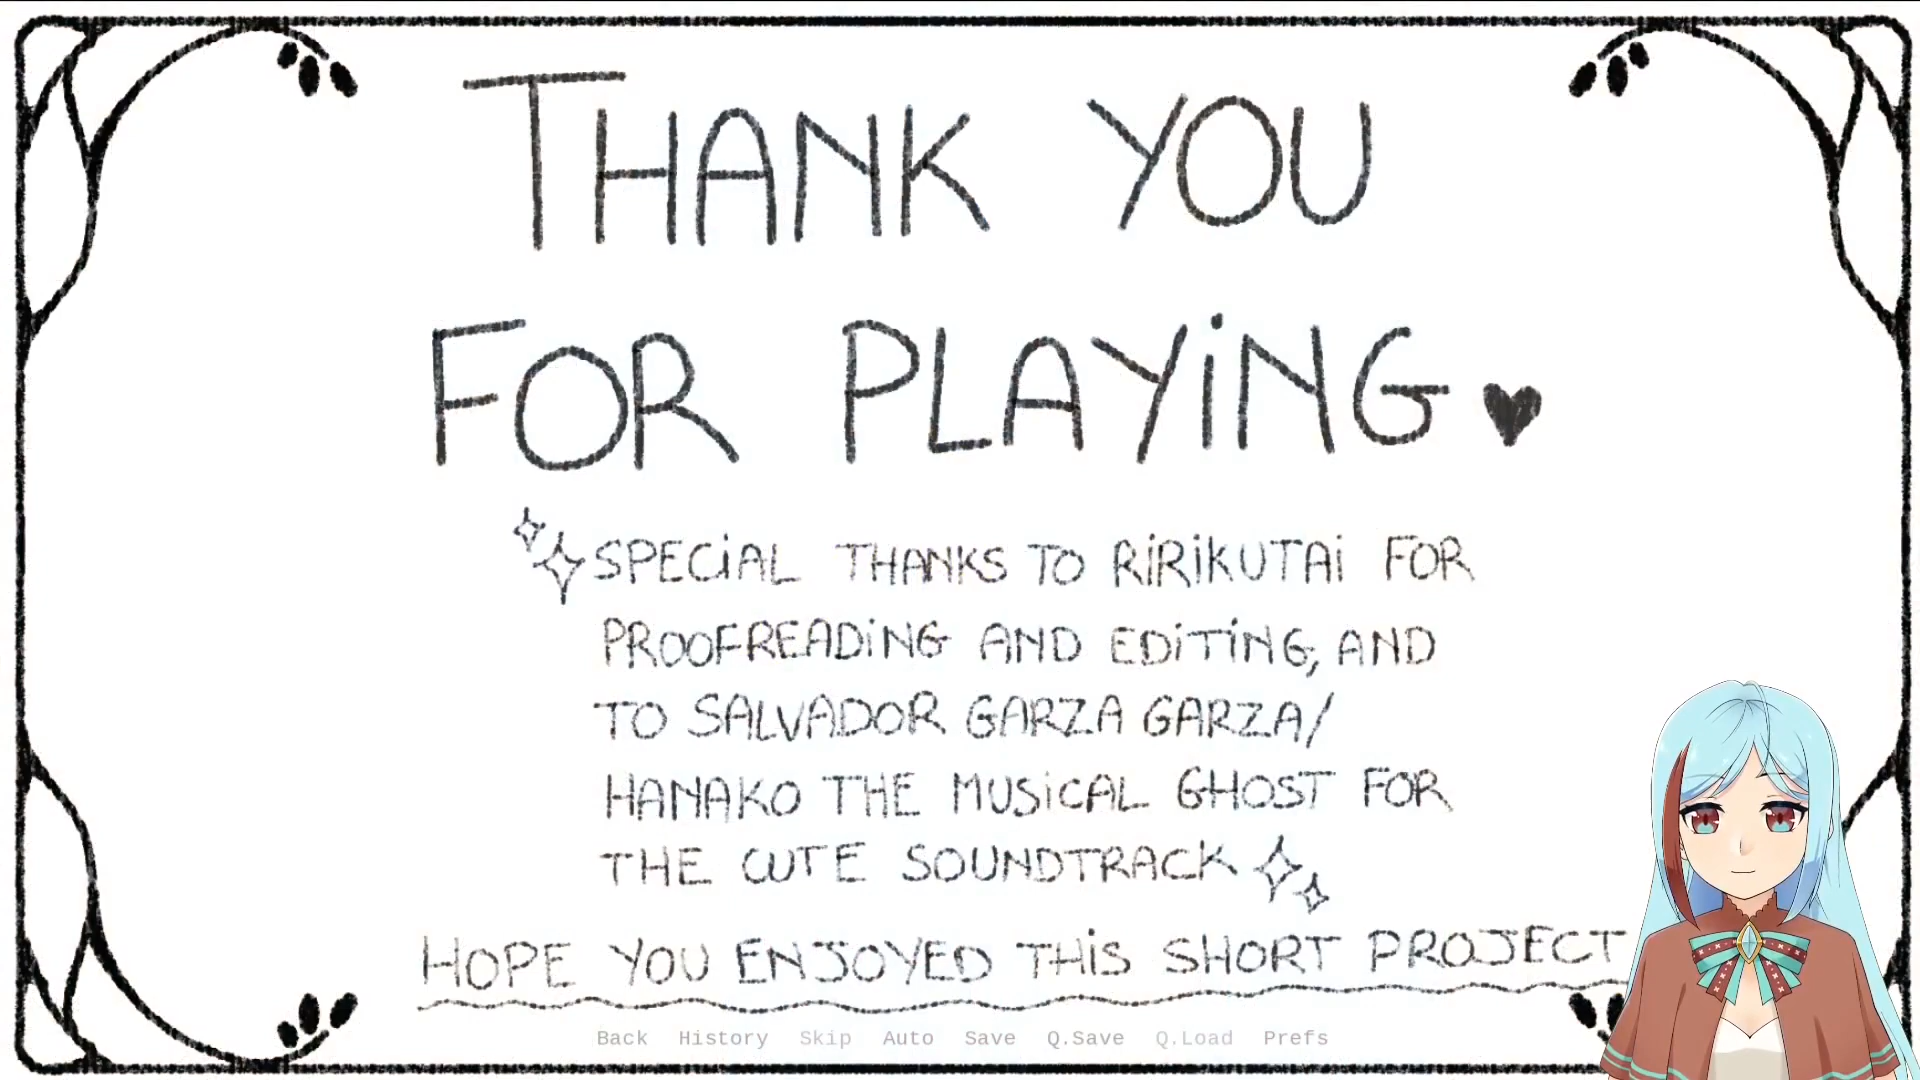 THANK YOU
FOR PLAYiNG ♥
SPECiAL THANKS TO RiRiKUTAi FOR
PROOFREADiNG AND EDiTiNG, AND
TO SALVADOR GARZA GARZA/
HANAKO THE MUSiCAL GHOST FOR
THE CUTE SOUNDTRACK
HOPE YOU ENJOYED THiS SHORT PROJECT
Back History Skip Auto Save Q.Save Q.Load Prefs